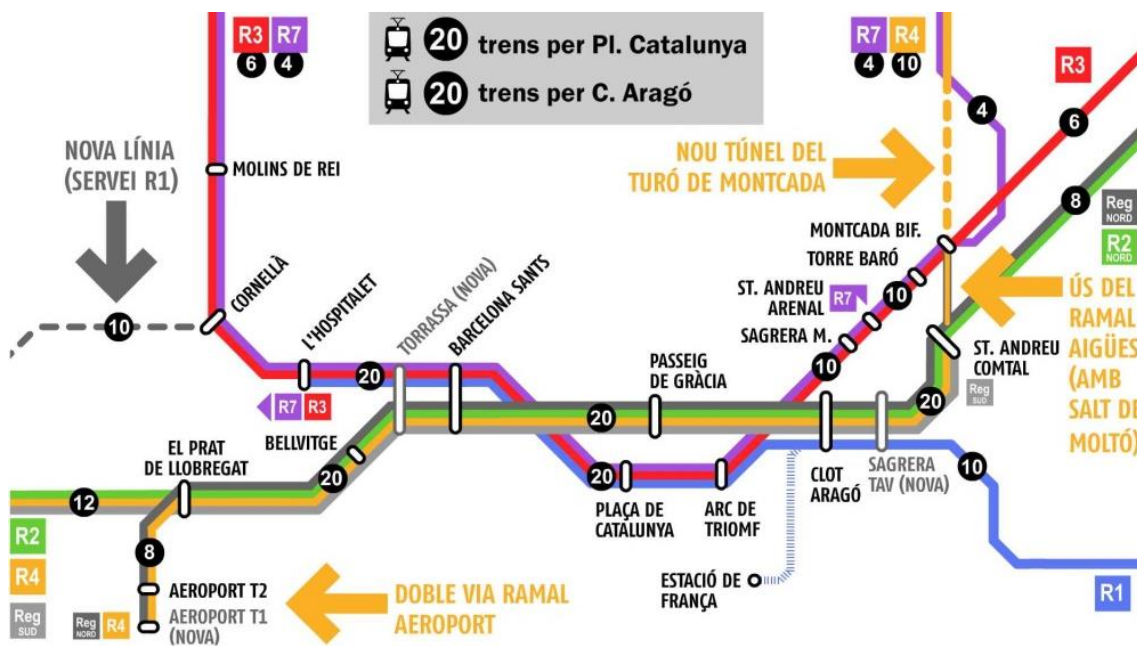 R3 R7
6 4
20 trens per Pl. Catalunya
20 trens per C. Aragó
R7 R4
4 10
R3
4
6
NOVA LÍNIA
(SERVEI R1)
MOLINS DE REI
NOU TÚNEL DEL
TURÓ DE MONTCADA
8
Reg
NORD
R2
NORD
MONTCADA BIF.
TORRE BARÓ
ST. ANDREU
ARENAL
R7
10
SAGRERA M.
10
ÚS DEL
RAMAL
AIGÜES
(AMB
SALT DE
MOLTÓ)
10
CORNELLÀ
L'HOSPITALET
TORRASSA (NOVA)
BARCELONA SANTS
PASSEIG
DE GRÀCIA
ST. ANDREU
COMTAL
Reg
SUD
20
20
20
R7 R3
BELLVITGE
EL PRAT
DE LLOBREGAT
20
12
20
PLAÇA DE
CATALUNYA
ARC DE
TRIOMF
CLOT
ARAGÓ
SAGRERA
TAV (NOVA)
10
R2
R4
Reg
SUD
8
AEROPORT T2
AEROPORT T1
(NOVA)
Reg
NORD
R4
DOBLE VIA RAMAL
AEROPORT
ESTACIÓ DE
FRANÇA
R1